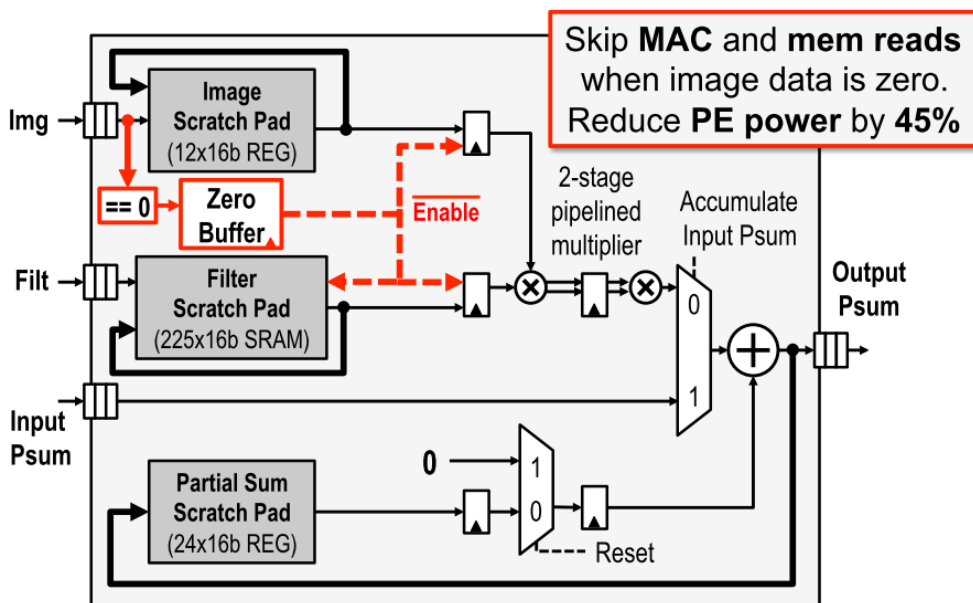 Skip MAC and mem reads
when image data is zero.
Reduce PE power by 45%
Img
Image
Scratch Pad
(12x16b REG)
== 0
Zero
Buffer
Enable
2-stage
pipelined
multiplier
Accumulate
Input Psum
Filt
Filter
Scratch Pad
(225x16b SRAM)
0
1
Output
Psum
Input
Psum
Partial Sum
Scratch Pad
(24x16b REG)
0
1
0
Reset